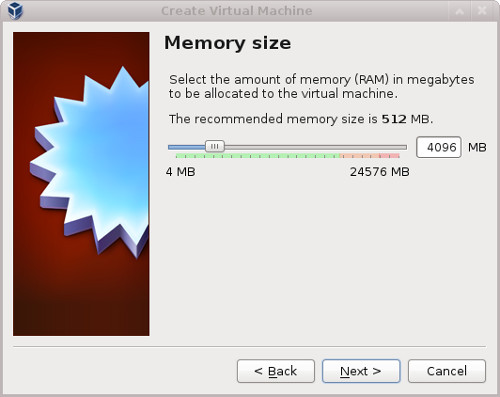 Create Virtual Machine
Memory size
Select the amount of memory (RAM) in megabytes
to be allocated to the virtual machine.
The recommended memory size is 512 MB.
4096 MB
4 MB 24576 MB
< Back Next > Cancel